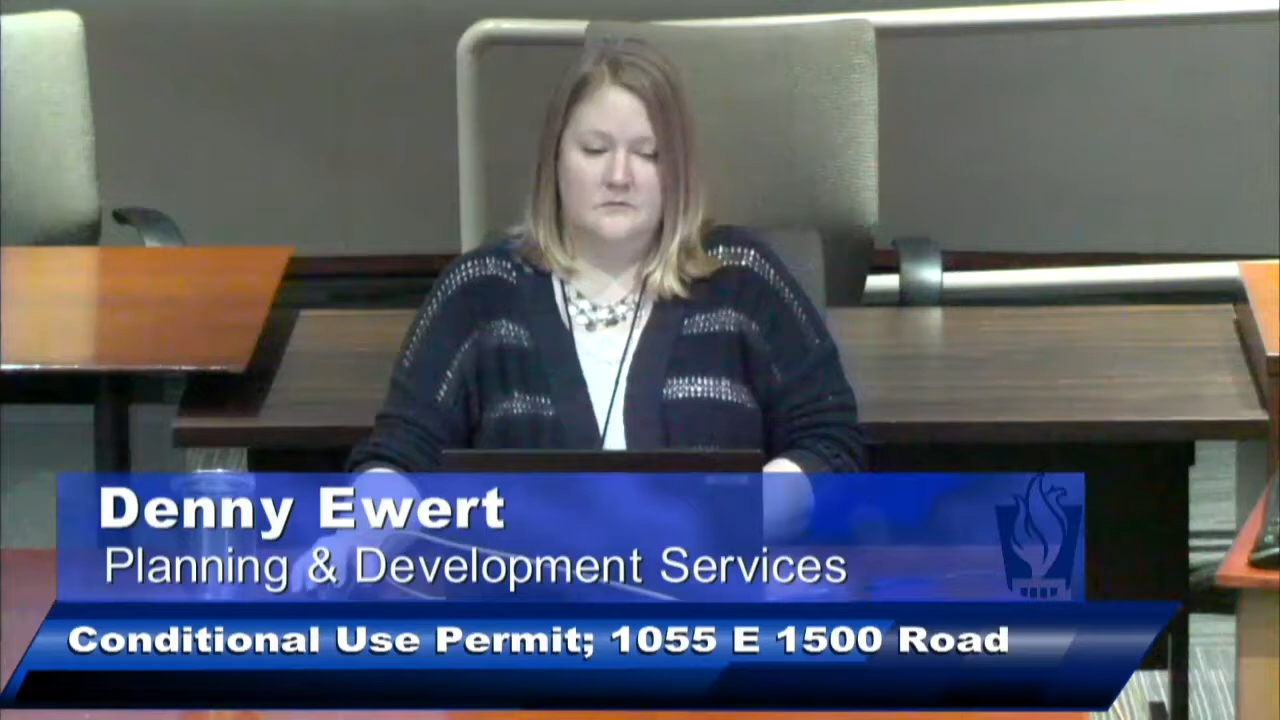 Denny Ewert
Planning & Development Services
Conditional Use Permit; 1055 E 1500 Road